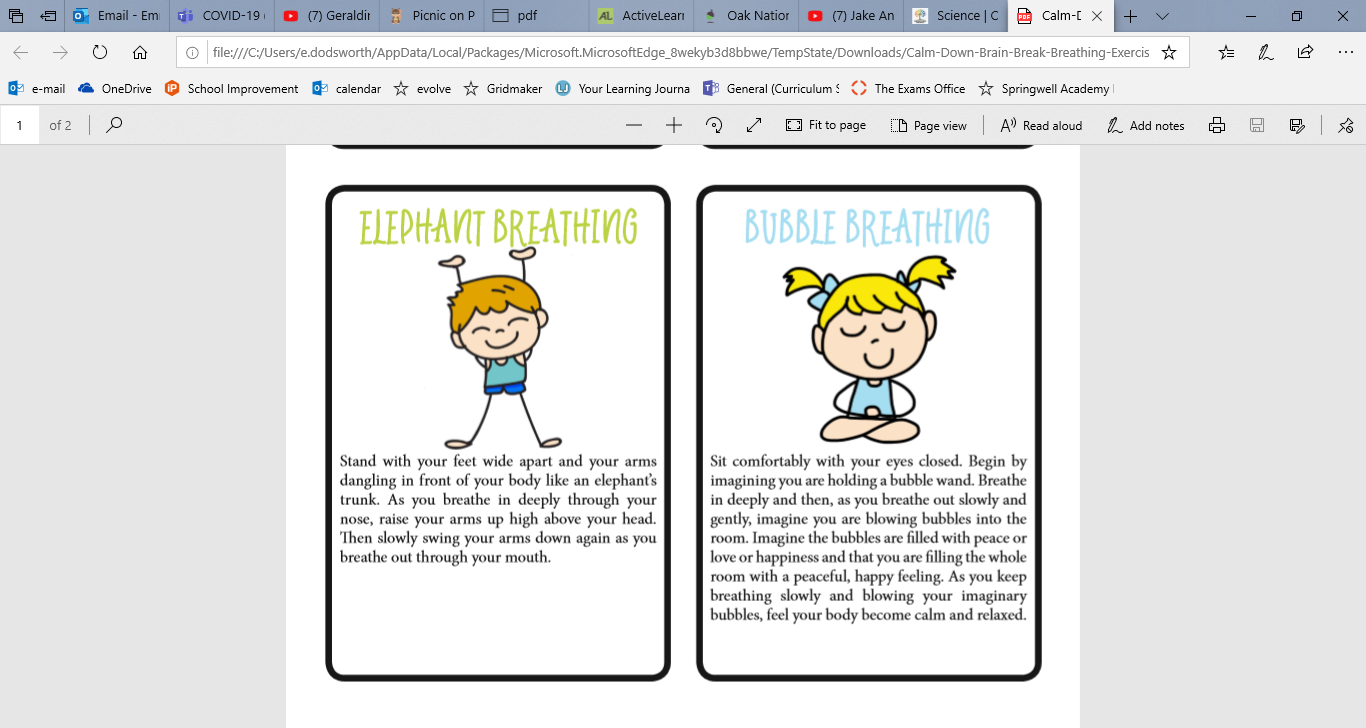 Email - Em
COVID-19
(7) Geraldin
Picnic on P
pdf
ActiveLearn
Oak Nation
(7) Jake An
Science | C
Calm-D
file:///C:/Users/e.dodsworth/AppData/Local/Packages/Microsoft.MicrosoftEdge_8wekyb3d8bbwe/TempState/Downloads/Calm-Down-Brain-Break-Breathing-Exercis
e-mail
OneDrive
School Improvement
calendar
evolve
Gridmaker
Your Learning Journa
General (Curriculum S
The Exams Office
Springwell Academy
1 of 2
Fit to page
Page view
Read aloud
Add notes
ELEPHANT BREATHING
Stand with your feet wide apart and your arms
dangling in front of your body like an elephant's
trunk. As you breathe in deeply through your
nose, raise your arms up high above your head.
Then slowly swing your arms down again as you
breathe out through your mouth.
BUBBLE BREATHING
Sit comfortably with your eyes closed. Begin by
imagining you are holding a bubble wand. Breathe
in deeply and then, as you breathe out slowly and
gently, imagine you are blowing bubbles into the
room. Imagine the bubbles are filled with peace or
love or happiness and that you are filling the whole
room with a peaceful, happy feeling. As you keep
breathing slowly and blowing your imaginary
bubbles, feel your body become calm and relaxed.